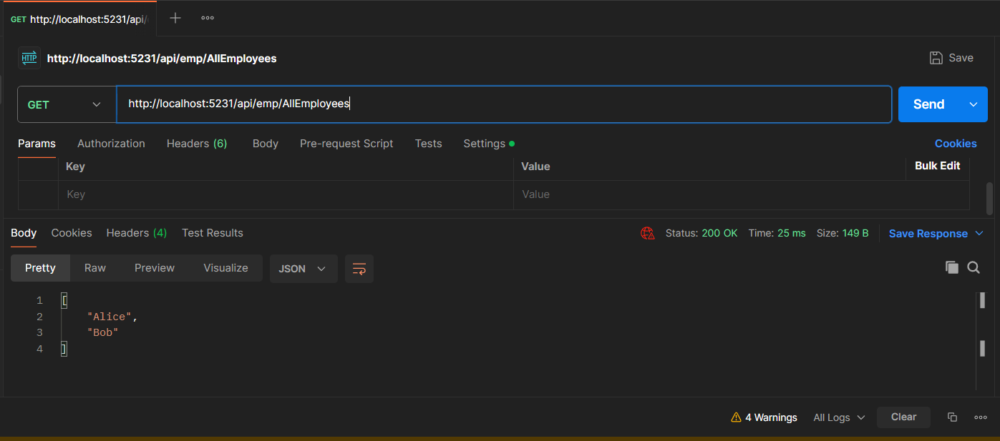 GET http://localhost:5231/api/
HTTP http://localhost:5231/api/emp/AllEmployees Save
GET http://localhost:5231/api/emp/AllEmployees Send
Params Authorization Headers (6) Body Pre-request Script Tests Settings Cookies
Key Value Bulk Edit
Key Value
Body Cookies Headers (4) Test Results Status: 200 OK Time: 25 ms Size: 149 B Save Response
Pretty Raw Preview Visualize JSON
1 [
2 "Alice",
3 "Bob"
4 ]
4 Warnings All Logs Clear